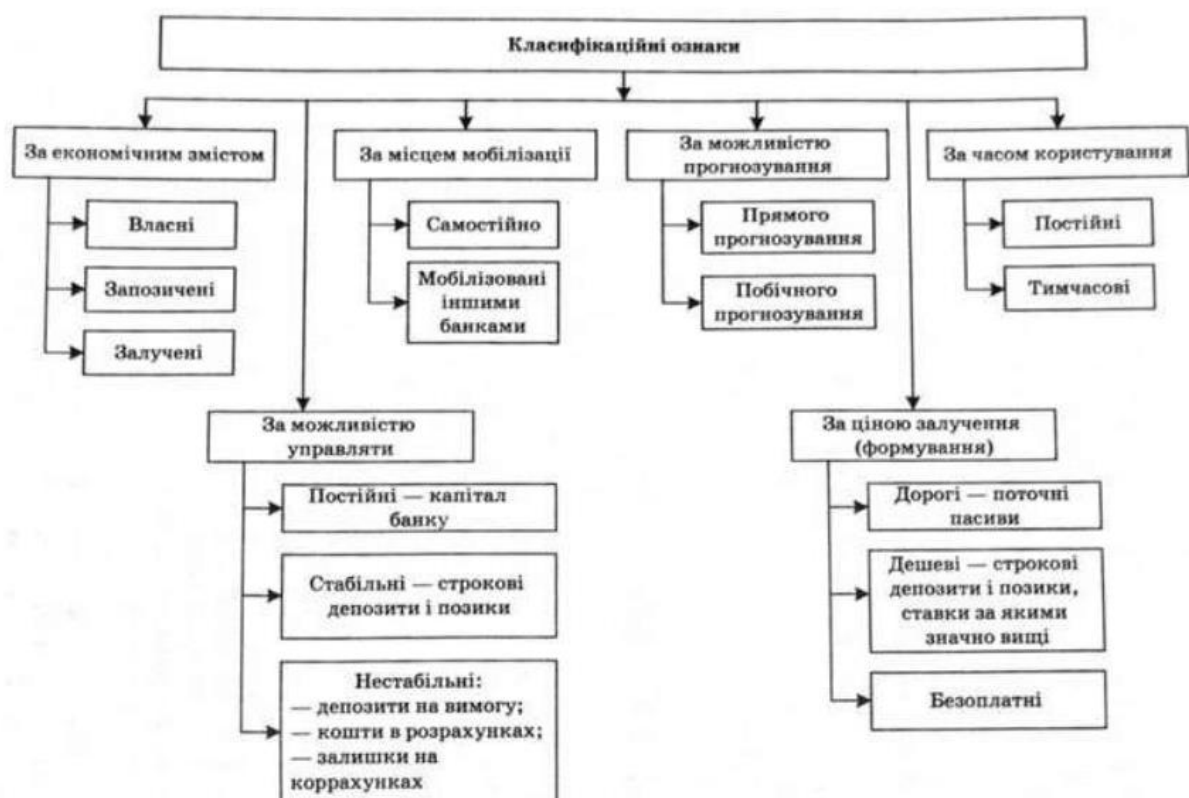 Класифікаційні ознаки
За економічним змістом
Власні
Запозичені
Залучені
За місцем мобілізації
Самостійно
Мобілізовані
іншими
банками
За можливістю
прогнозування
Прямого
прогнозування
Побічного
прогнозування
За часом користування
Постійні
Тимчасові
За можливістю
управляти
Постійні — капітал
банку
Стабільні — строкові
депозити і позики
Нестабільні:
— депозити на вимогу;
— кошти в розрахунках;
— залишки на
коррахунках
За ціною залучення
(формування)
Дорогі — поточні
пасиви
Дешеві — строкові
депозити і позики,
ставки за якими
значно вищі
Безоплатні